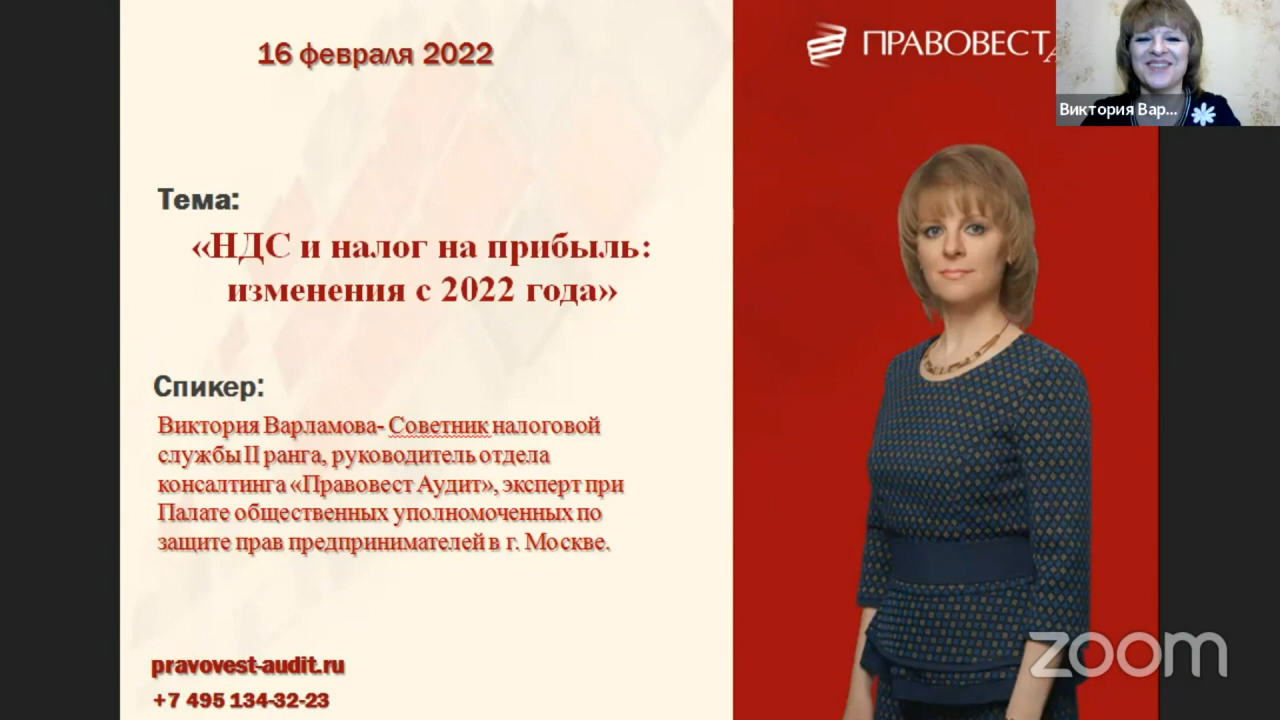 16 февраля 2022
ПРАВОВЕСТ
Виктория Вар...
Тема:
«НДС и налог на прибыль:
изменения с 2022 года»
Спикер:
Виктория Варламова- Советник налоговой
службы II ранга, руководитель отдела
консалтинга «Правовест Аудит», эксперт при
Палате общественных уполномоченных по
защите прав предпринимателей в г. Москве.
pravovest-audit.ru
+7 495 134-32-23
zoom